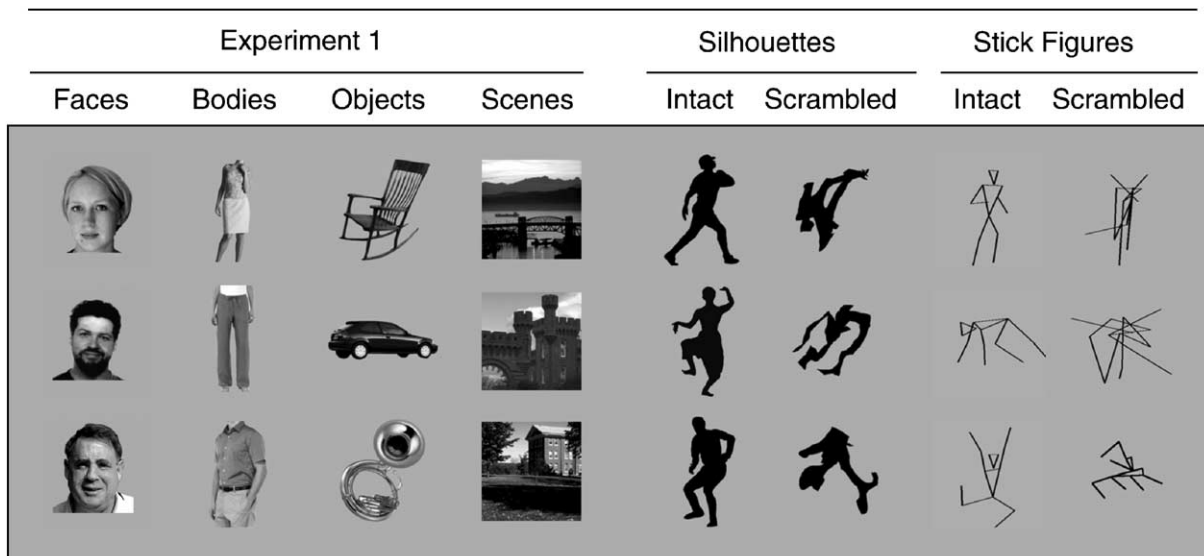 Experiment 1 Silhouettes Stick Figures
Faces Bodies Objects Scenes Intact Scrambled Intact Scrambled